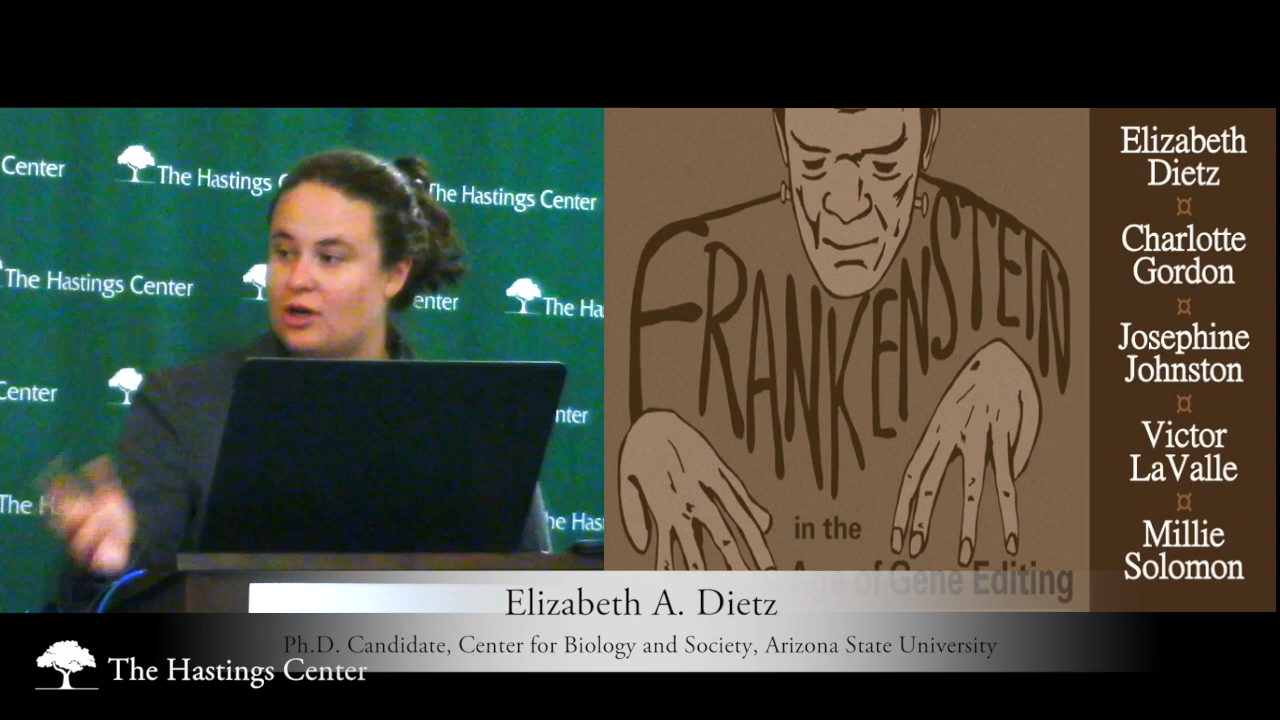 Center
The Hastings
The Hastings Center
The Hastings Center
enter
The Ha
Center
nter
The H
he Has
FRANKENSTEIN
in the
Age of Gene Editing
Elizabeth
Dietz
Charlotte
Gordon
Josephine
Johnston
Victor
LaValle
Millie
Solomon
Elizabeth A. Dietz
Ph.D. Candidate, Center for Biology and Society, Arizona State University
The Hastings Center